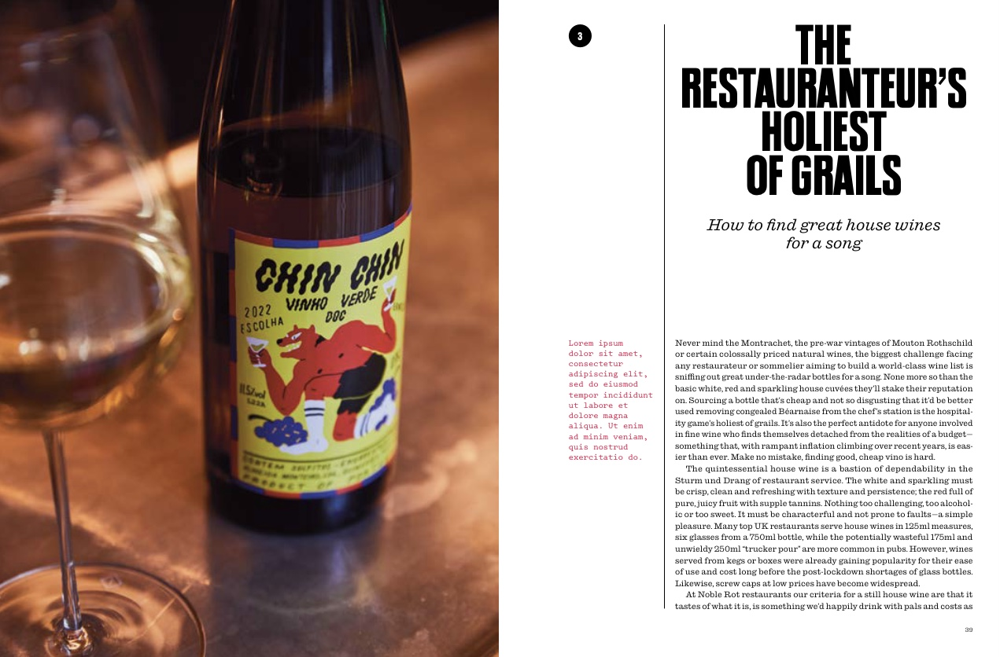 CHIN CHIN
VINHO VERDE
DOC
2022
ESCOLHA
11,5%vol
PRODUCT OF
3
THE
RESTAURANTEUR'S
HOLIEST
OF GRAILS
How to find great house wines
for a song
Lorem ipsum
dolor sit amet,
consectetur
adipiscing elit,
sed do eiusmod
tempor incididunt
ut labore et
dolore magna
aliqua. Ut enim
ad minim veniam,
quis nostrud
exercitatio do.
Never mind the Montrachet, the pre-war vintages of Mouton Rothschild
or certain colossally priced natural wines, the biggest challenge facing
any restaurateur or sommelier aiming to build a world-class wine list is
sniffing out great under-the-radar bottles for a song. None more so than the
basic white, red and sparkling house cuvées they'll stake their reputation
on. Sourcing a bottle that's cheap and not so disgusting that it'd be better
used removing congealed Béarnaise from the chef's station is the hospital-
ity game's holiest of grails. It's also the perfect antidote for anyone involved
in fine wine who finds themselves detached from the realities of a budget—
something that, with rampant inflation climbing over recent years, is eas-
ier than ever. Make no mistake, finding good, cheap vino is hard.
The quintessential house wine is a bastion of dependability in the
Sturm und Drang of restaurant service. The white and sparkling must
be crisp, clean and refreshing with texture and persistence; the red full of
pure, juicy fruit with supple tannins. Nothing too challenging, too alcohol-
ic or too sweet. It must be characterful and not prone to faults—a simple
pleasure. Many top UK restaurants serve house wines in 125ml measures,
six glasses from a 750ml bottle, while the potentially wasteful 175ml and
unwieldy 250ml “trucker pour” are more common in pubs. However, wines
served from kegs or boxes were already gaining popularity for their ease
of use and cost long before the post-lockdown shortages of glass bottles.
Likewise, screw caps at low prices have become widespread.
At Noble Rot restaurants our criteria for a still house wine are that it
tastes of what it is, is something we'd happily drink with pals and costs as
39